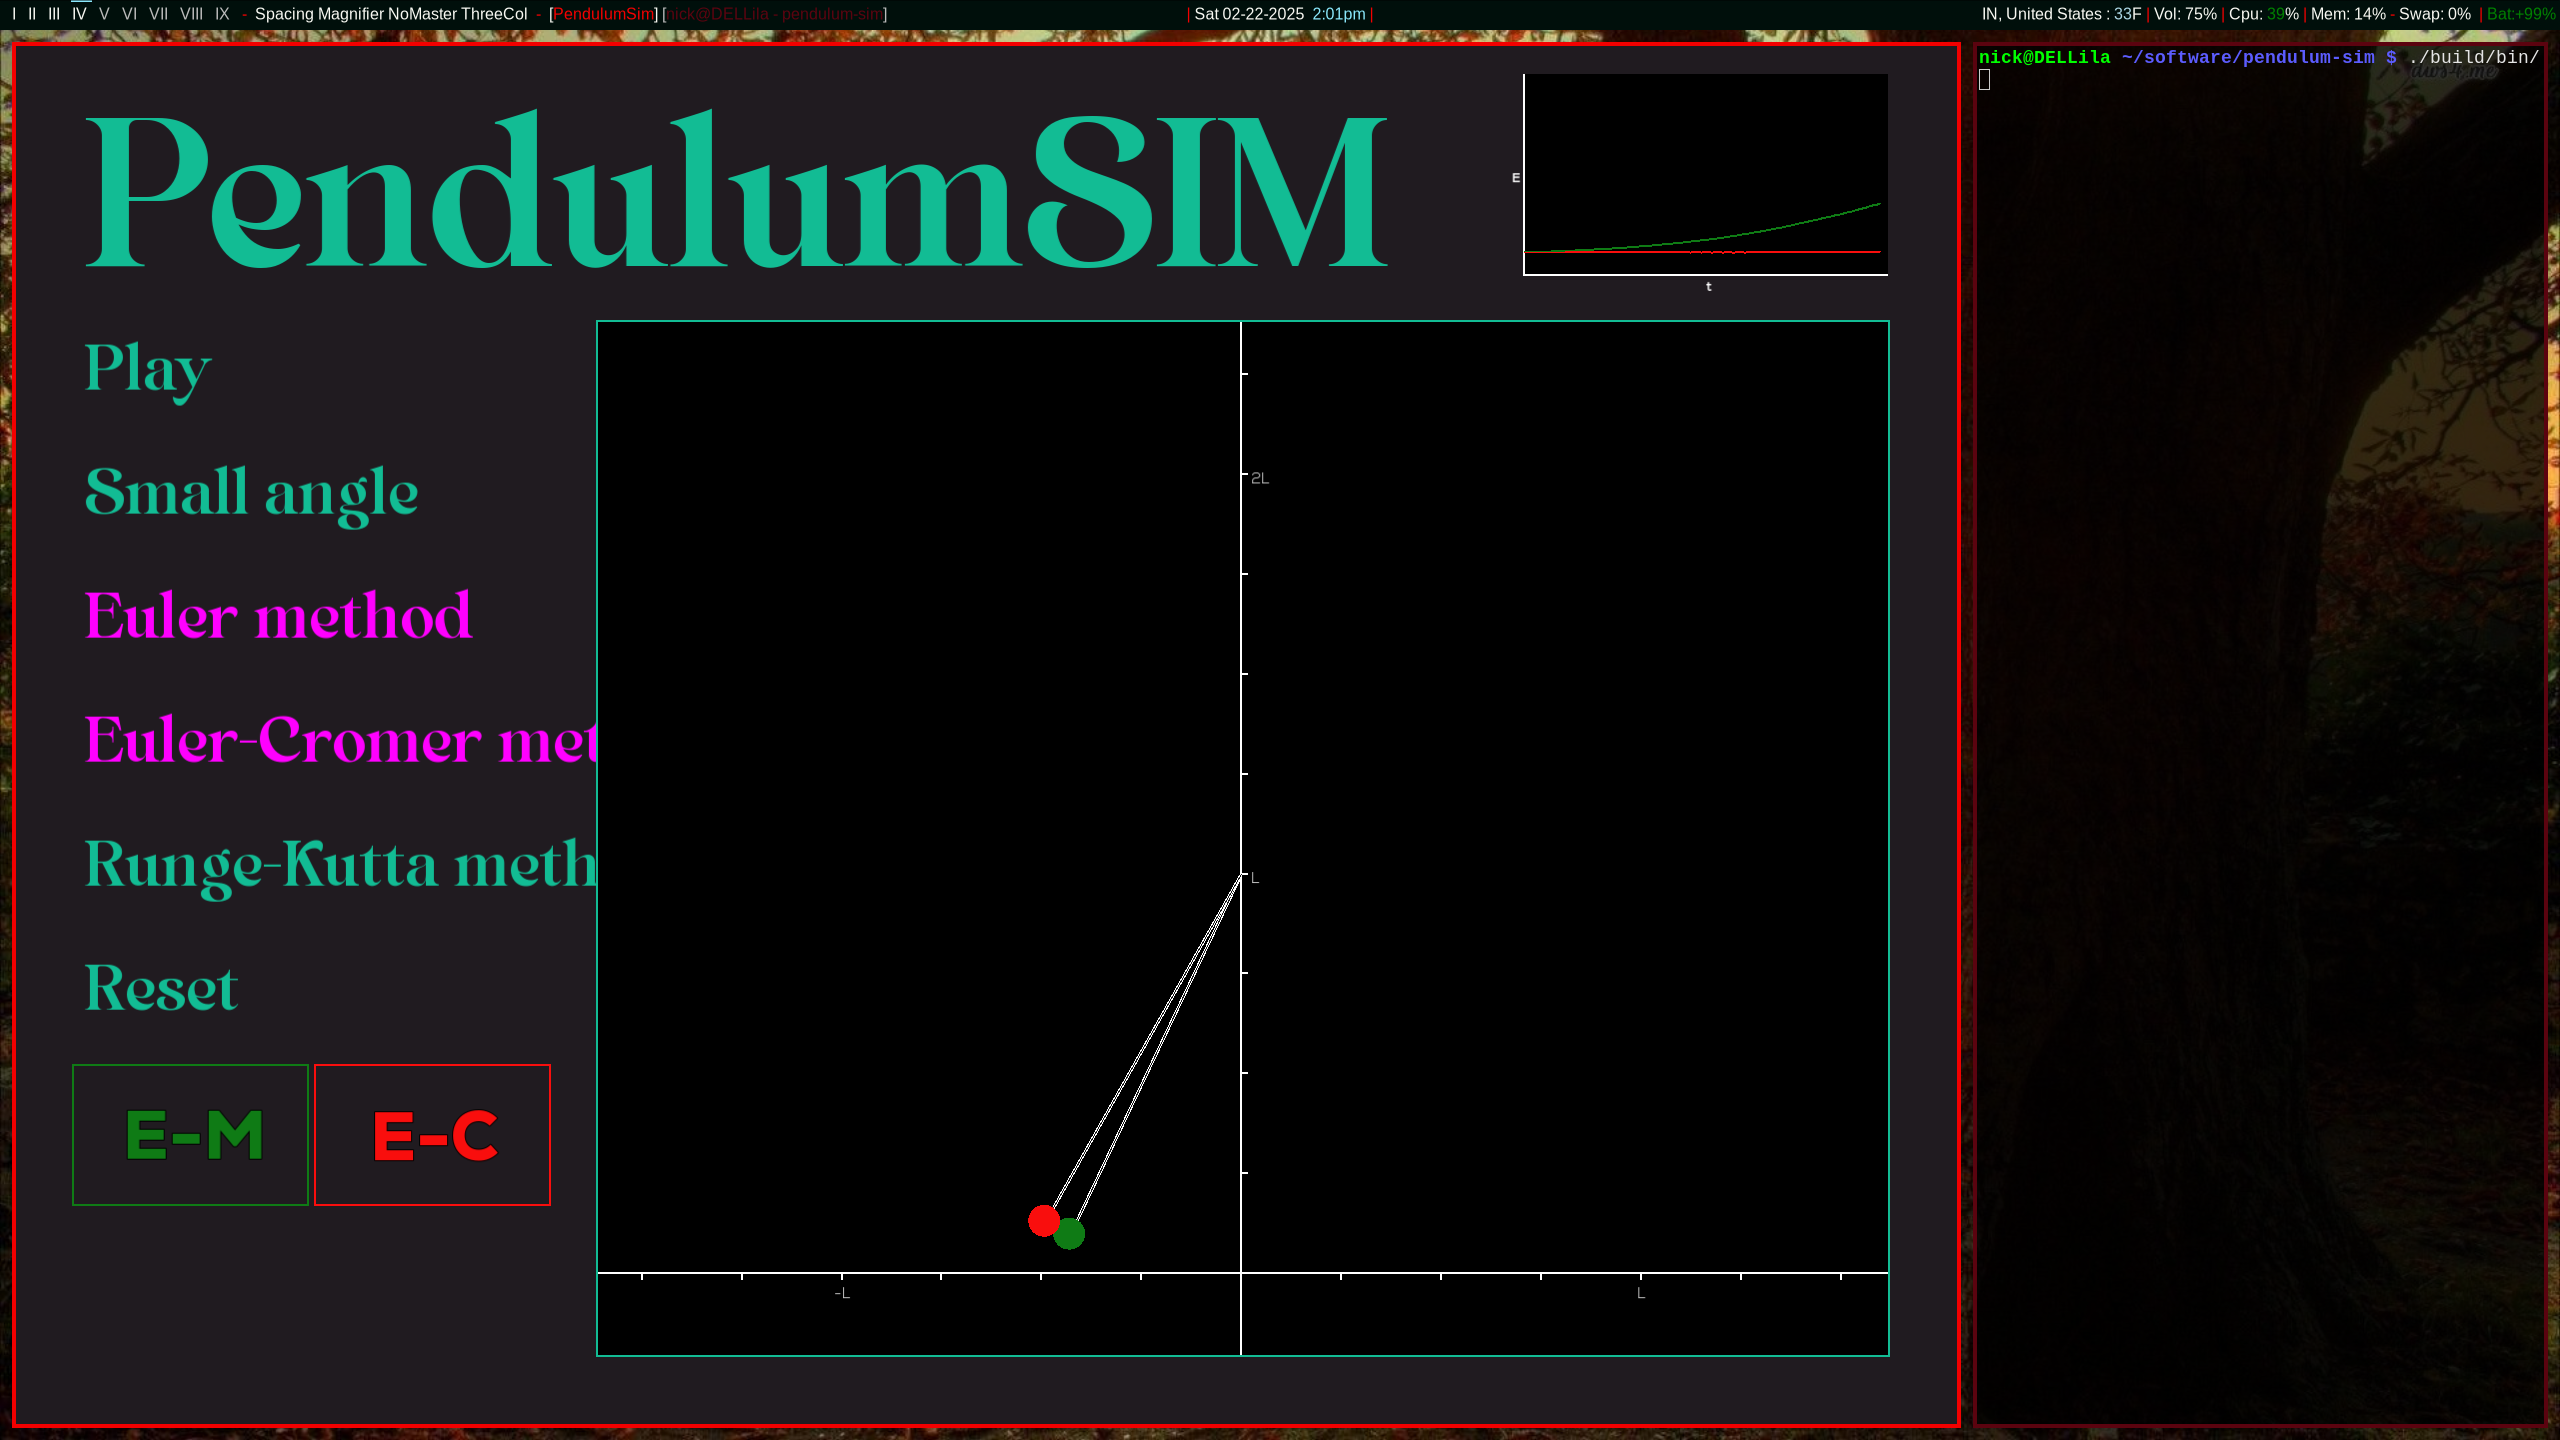 I II III IV V VI VII VIII IX - Spacing Magnifier NoMaster ThreeCol - [PendulumSim] [nick@DELLila - pendulum-sim] | Sat 02-22-2025 2:01pm | IN, United States : 33F | Vol: 75% | Cpu: 39% | Mem: 14% - Swap: 0% | Bat:+99%
nick@DELLila ~/software/pendulum-sim $ ./build/bin/
aws4.me
PendulumSIM
E
t
Play
Small angle
Euler method
Euler-Cromer met
Runge-Kutta meth
Reset
E-M E-C
2L
L
-L
L